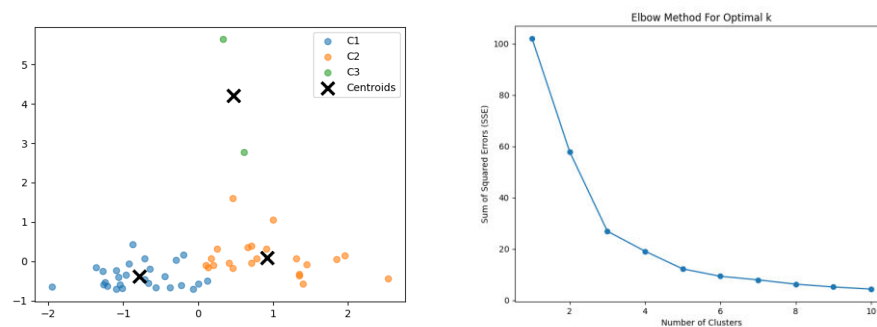 C1
C2
C3
Centroids
5
4
3
2
1
0
−1
−2 −1 0 1 2
Elbow Method For Optimal k
Sum of Squared Errors (SSE)
100
80
60
40
20
0
2 4 6 8 10
Number of Clusters